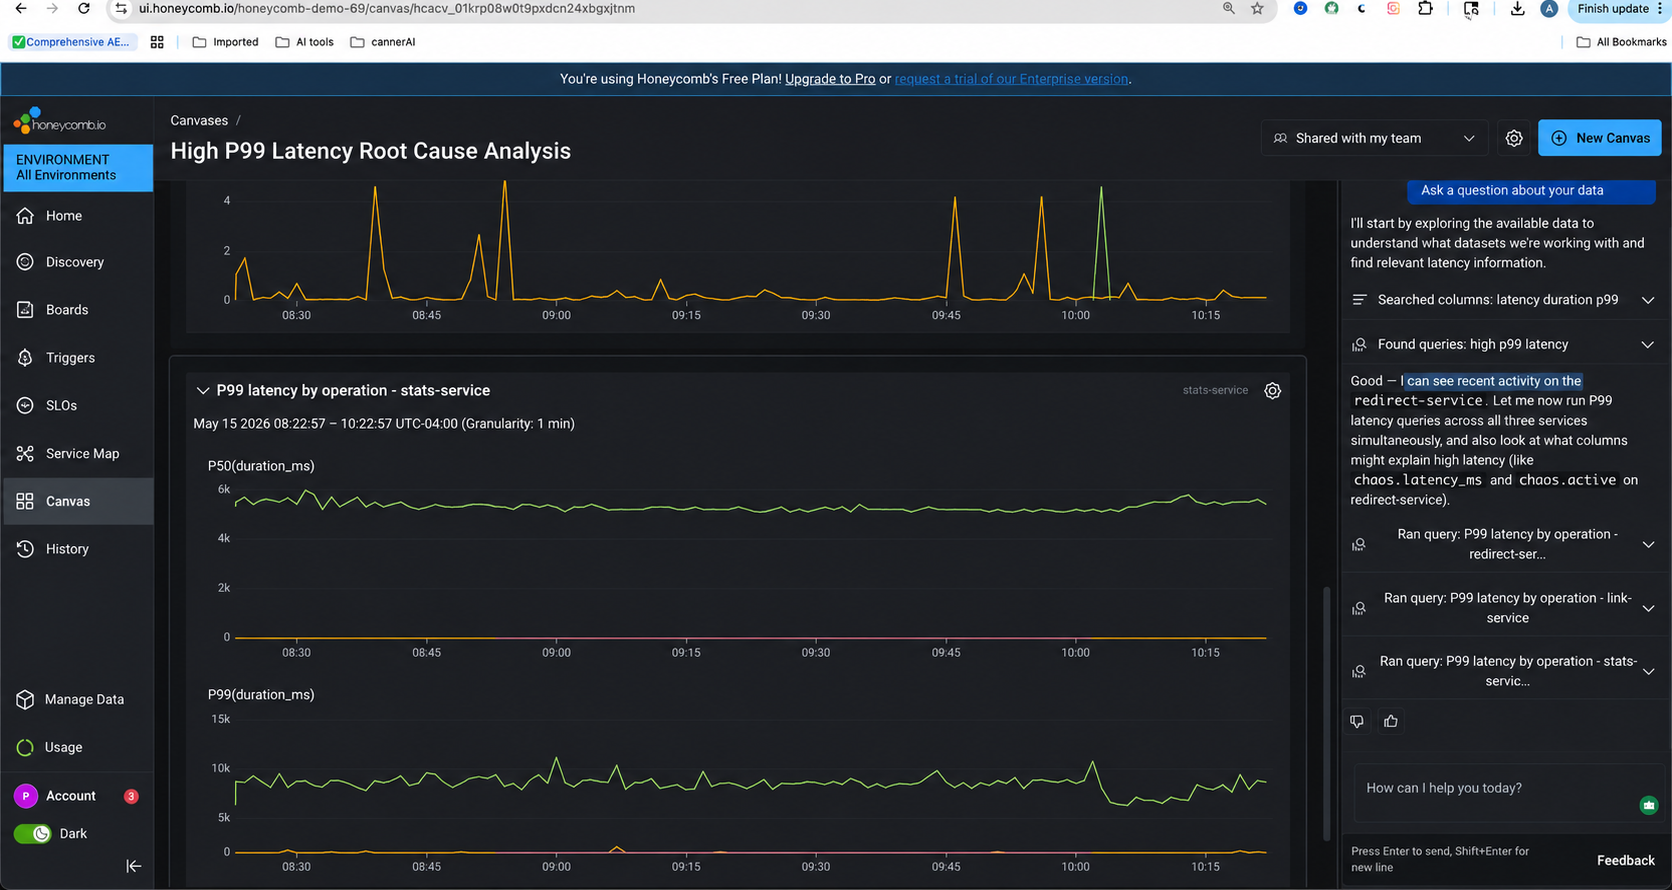 ui.honeycomb.io/honeycomb-demo-69/canvas/hcacv_01krp08w0t9pxdcn24xbgxjtnm
Finish update
Comprehensive AE...
Imported
AI tools
cannerAI
All Bookmarks
You're using Honeycomb's Free Plan! Upgrade to Pro or request a trial of our Enterprise version.
honeycomb.io
ENVIRONMENT
All Environments
Home
Discovery
Boards
Triggers
SLOs
Service Map
Canvas
History
Manage Data
Usage
P
Account
3
Dark
Canvases /
High P99 Latency Root Cause Analysis
Shared with my team
New Canvas
4
2
0
08:30 08:45 09:00 09:15 09:30 09:45 10:00 10:15
P99 latency by operation - stats-service
stats-service
May 15 2026 08:22:57 – 10:22:57 UTC-04:00 (Granularity: 1 min)
P50(duration_ms)
6k
4k
2k
0
08:30 08:45 09:00 09:15 09:30 09:45 10:00 10:15
P99(duration_ms)
15k
10k
5k
0
08:30 08:45 09:00 09:15 09:30 09:45 10:00 10:15
Ask a question about your data
I'll start by exploring the available data to
understand what datasets we're working with and
find relevant latency information.
Searched columns: latency duration p99
Found queries: high p99 latency
Good — I can see recent activity on the
redirect-service. Let me now run P99
latency queries across all three services
simultaneously, and also look at what columns
might explain high latency (like
chaos.latency_ms and chaos.active on
redirect-service).
Ran query: P99 latency by operation -
redirect-ser...
Ran query: P99 latency by operation - link-
service
Ran query: P99 latency by operation - stats-
servic...
How can I help you today?
Press Enter to send, Shift+Enter for
new line
Feedback
A